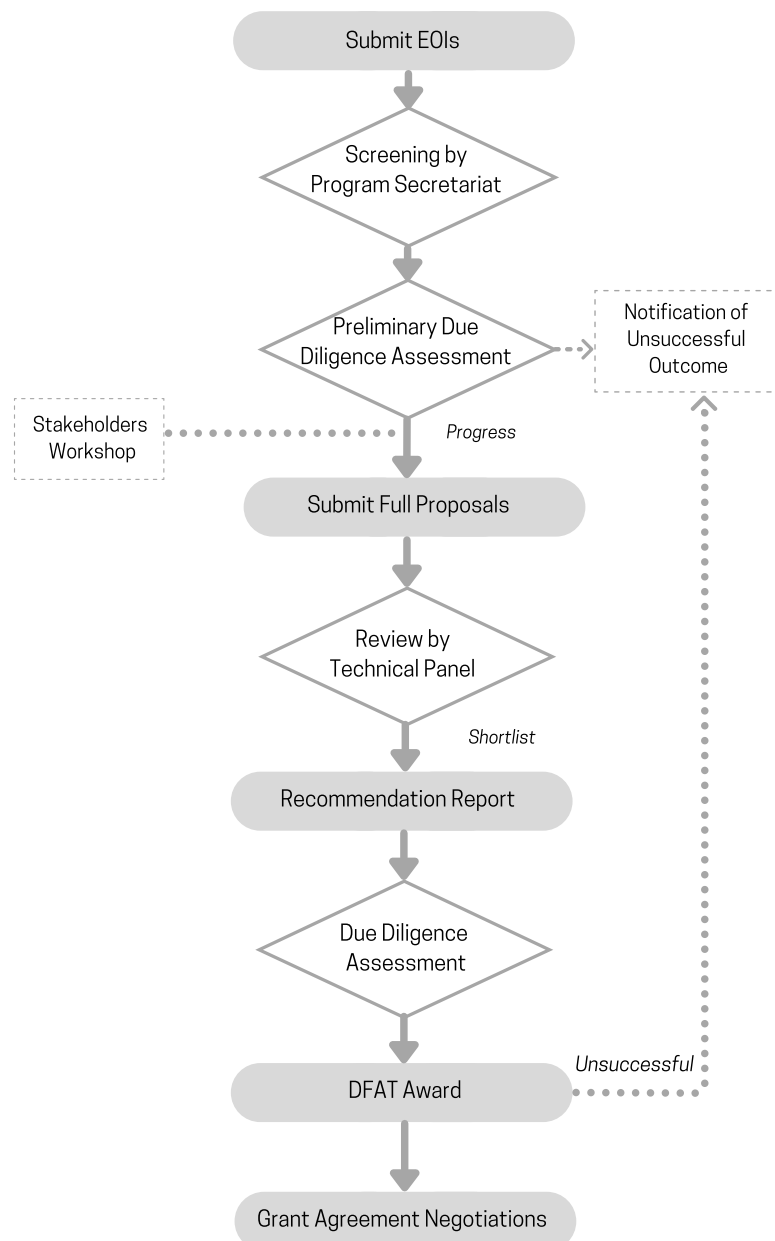 Submit EOIs
Screening by
Program Secretariat
Preliminary Due
Diligence Assessment
Notification of
Unsuccessful
Outcome
Stakeholders
Workshop
Progress
Submit Full Proposals
Review by
Technical Panel
Shortlist
Recommendation Report
Due Diligence
Assessment
Unsuccessful
DFAT Award
Grant Agreement Negotiations